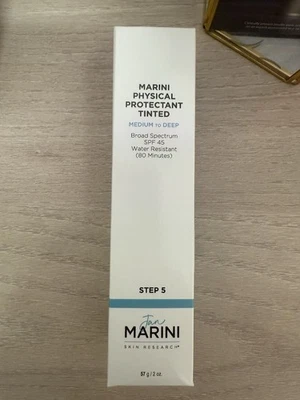 MARINI
PHYSICAL
PROTECTANT
TINTED
MEDIUM TO DEEP
Broad Spectrum
SPF 45
Water Resistant
(80 Minutes)
STEP 5
Jan
MARINI
SKIN RESEARCH®
57 g / 2 oz.